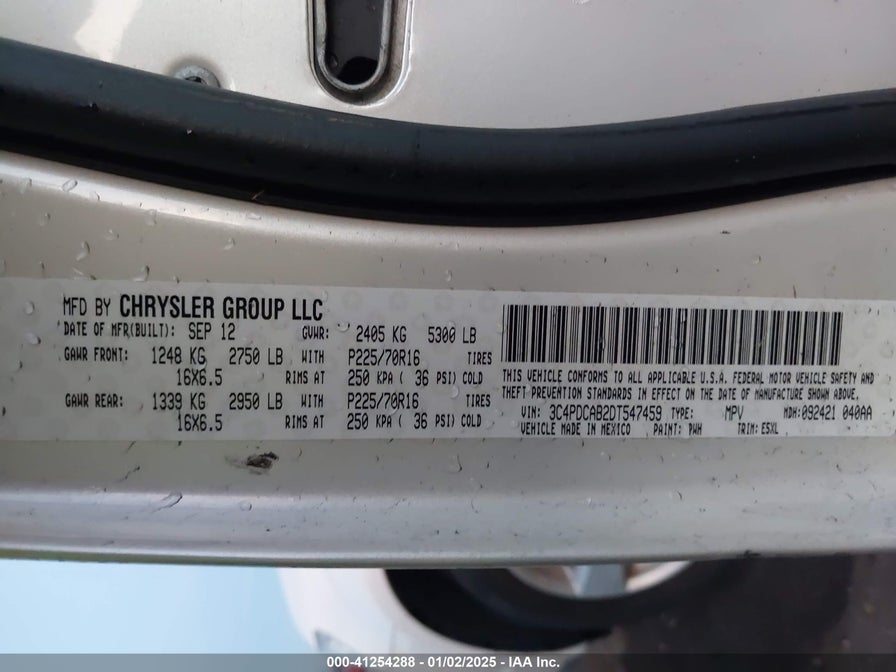 MFD BY CHRYSLER GROUP LLC
DATE OF MFR(BUILT): SEP 12 GVWR: 2405 KG 5300 LB
GAWR FRONT: 1248 KG 2750 LB WITH P225/70R16 TIRES
16X6.5 RIMS AT 250 KPA ( 36 PSI) COLD
GAWR REAR: 1339 KG 2950 LB WITH P225/70R16 TIRES
16X6.5 RIMS AT 250 KPA ( 36 PSI) COLD
THIS VEHICLE CONFORMS TO ALL APPLICABLE U.S.A. FEDERAL MOTOR VEHICLE SAFETY AND
THEFT PREVENTION STANDARDS IN EFFECT ON THE DATE OF MANUFACTURE SHOWN ABOVE.
VIN: 3C4PDCAB2DT547459 TYPE: MPV MDH: 092421 040AA
VEHICLE MADE IN MEXICO PAINT: PWH TRIM: E5XL
000-41254288 - 01/02/2025 - IAA Inc.